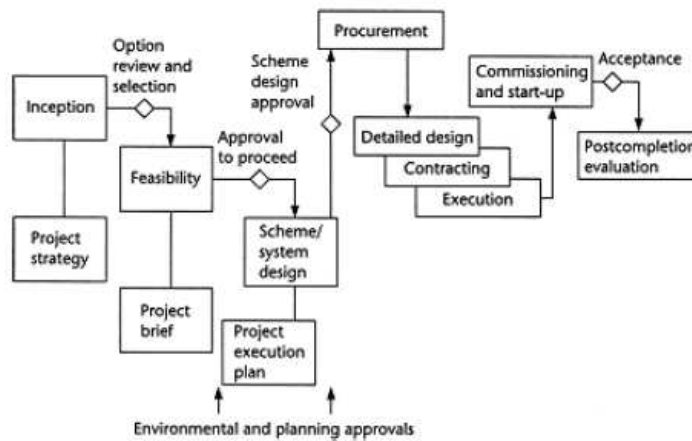 Procurement
Option
review and
selection
Scheme
design
approval
Commissioning
and start-up
Acceptance
Inception
Approval
to proceed
Detailed design
Contracting
Execution
Postcompletion
evaluation
Feasibility
Project
strategy
Scheme/
system
design
Project
brief
Project
execution
plan
Environmental and planning approvals